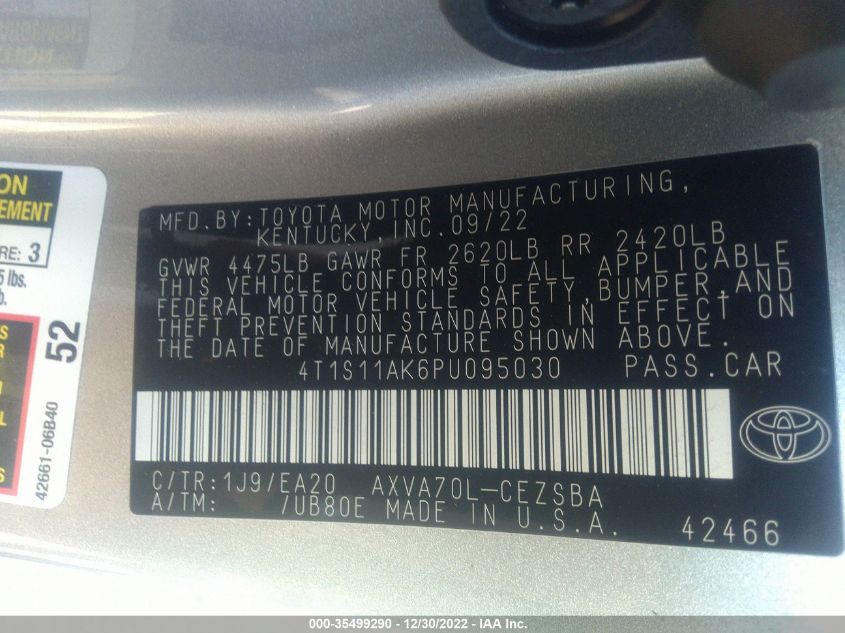 ON
EMENT
RE: 3
5 lbs.
b.
S
R
L
S
52
42661-06B40
MFD.BY:TOYOTA MOTOR MANUFACTURING,
KENTUCKY,INC.09/22
GVWR 4475LB GAWR FR 2620LB RR 2420LB
THIS VEHICLE CONFORMS TO ALL APPLICABLE
FEDERAL MOTOR VEHICLE SAFETY,BUMPER,AND
THEFT PREVENTION STANDARDS IN EFFECT ON
THE DATE OF MANUFACTURE SHOWN ABOVE.
4T1S11AK6PU095030 PASS.CAR
C/TR:1J9/EA20 AXVA70L-CEZSBA
A/TM: /UB80E MADE IN U.S.A.
42466
000-35499290 - 12/30/2022 - IAA Inc.